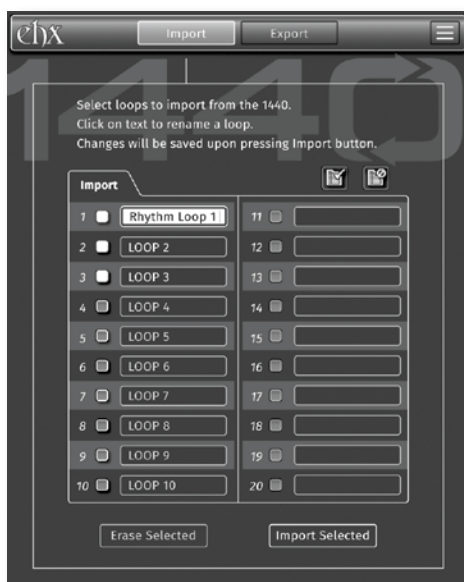 ehx
Import
Export
1440
Select loops to import from the 1440.
Click on text to rename a loop.
Changes will be saved upon pressing Import button.
Import
1 Rhythm Loop 1
2 LOOP 2
3 LOOP 3
4 LOOP 4
5 LOOP 5
6 LOOP 6
7 LOOP 7
8 LOOP 8
9 LOOP 9
10 LOOP 10
11
12
13
14
15
16
17
18
19
20
Erase Selected
Import Selected